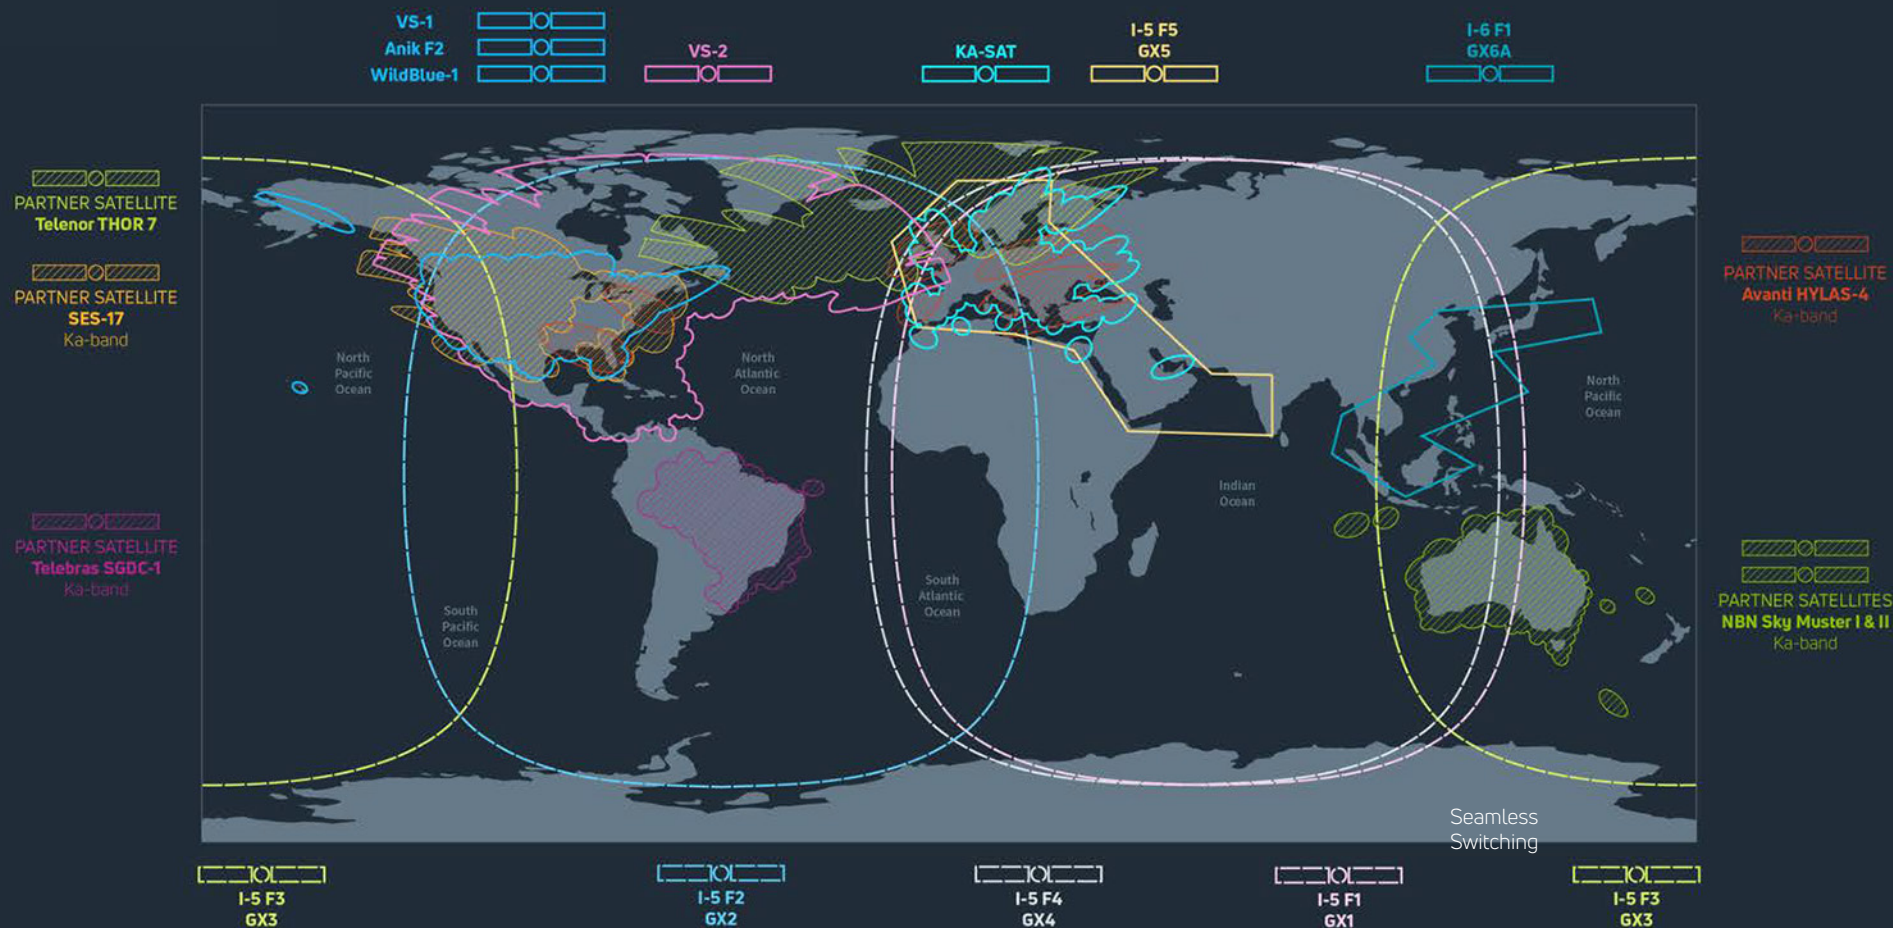 VS-1
Anik F2
WildBlue-1
VS-2
KA-SAT
I-5 F5
GX5
I-6 F1
GX6A
PARTNER SATELLITE
Telenor THOR 7
PARTNER SATELLITE
SES-17
Ka-band
PARTNER SATELLITE
Telebras SGDC-1
Ka-band
North
Pacific
Ocean
North
Atlantic
Ocean
South
Pacific
Ocean
South
Atlantic
Ocean
Indian
Ocean
North
Pacific
Ocean
PARTNER SATELLITE
Avanti HYLAS-4
Ka-band
PARTNER SATELLITES
NBN Sky Muster I & II
Ka-band
Seamless
Switching
I-5 F3
GX3
I-5 F2
GX2
I-5 F4
GX4
I-5 F1
GX1
I-5 F3
GX3